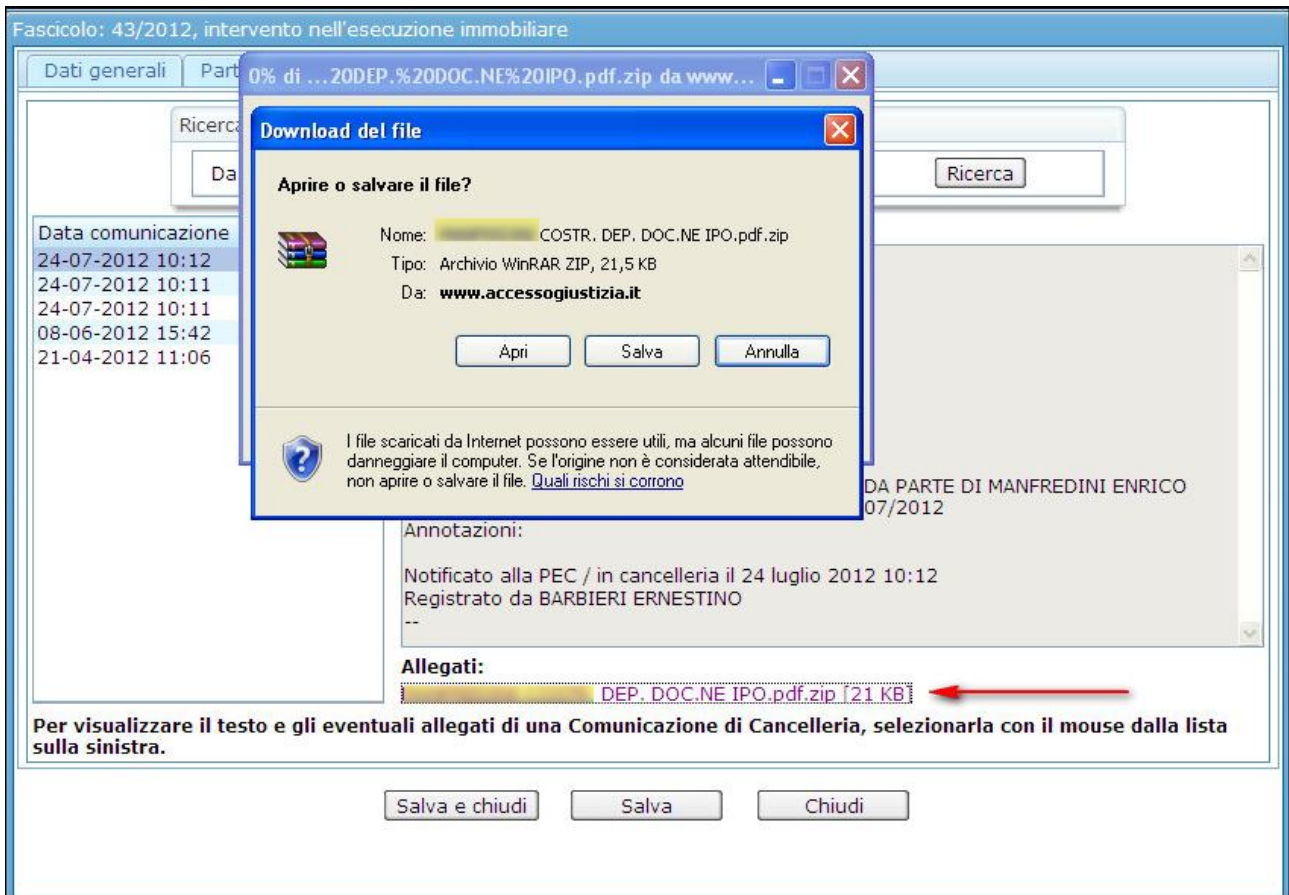 Fascicolo: 43/2012, intervento nell'esecuzione immobiliare
Dati generali
Part
0% di ...20DEP.%20DOC.NE%20IPO.pdf.zip da www...
Ricerca
Da
Ricerca
Download del file
Aprire o salvare il file?
Nome: COSTR. DEP. DOC.NE IPO.pdf.zip
Tipo: Archivio WinRAR ZIP, 21,5 KB
Da: www.accessogiustizia.it
Apri Salva Annulla
I file scaricati da Internet possono essere utili, ma alcuni file possono
danneggiare il computer. Se l'origine non è considerata attendibile,
non aprire o salvare il file. Quali rischi si corrono
Data comunicazione
24-07-2012 10:12
24-07-2012 10:11
24-07-2012 10:11
08-06-2012 15:42
21-04-2012 11:06
DA PARTE DI MANFREDINI ENRICO
07/2012
Annotazioni:
Notificato alla PEC / in cancelleria il 24 luglio 2012 10:12
Registrato da BARBIERI ERNESTINO
--
Allegati:
DEP. DOC.NE IPO.pdf.zip [21 KB]
Per visualizzare il testo e gli eventuali allegati di una Comunicazione di Cancelleria, selezionarla con il mouse dalla lista
sulla sinistra.
Salva e chiudi Salva Chiudi